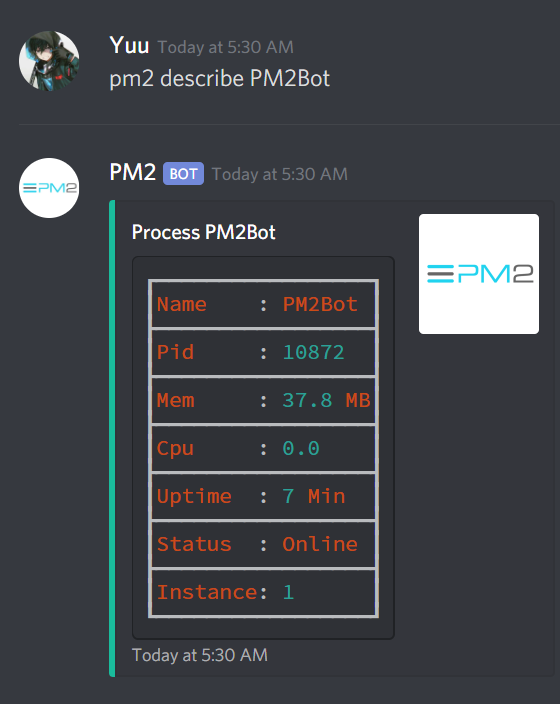 Yuu Today at 5:30 AM
pm2 describe PM2Bot
PM2 BOT Today at 5:30 AM
PM2
Process PM2Bot
PM2
Name : PM2Bot
Pid : 10872
Mem : 37.8 MB
Cpu : 0.0
Uptime : 7 Min
Status : Online
Instance: 1
Today at 5:30 AM